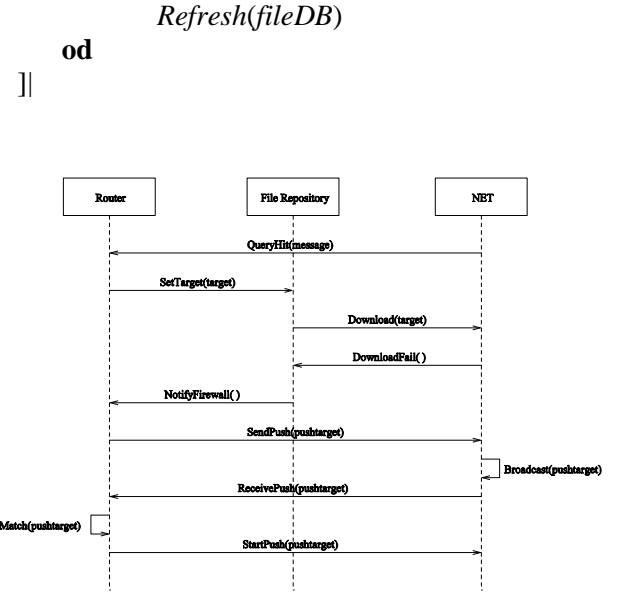 Refresh(fileDB)
od
]|
Router File Repository NET
QueryHit(message)
SetTarget(target)
Download(target)
DownloadFail( )
NotifyFirewall( )
SendPush(pushtarget)
Broadcast(pushtarget)
ReceivePush(pushtarget)
Match(pushtarget)
StartPush(pushtarget)